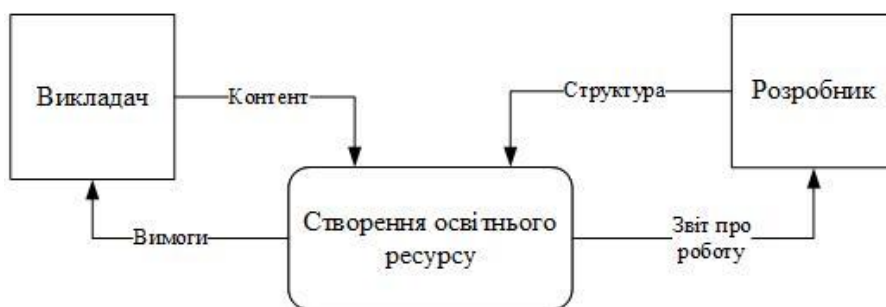 Викладач
Контент
Структура
Розробник
Вимоги
Створення освітнього
ресурсу
Звіт про
роботу